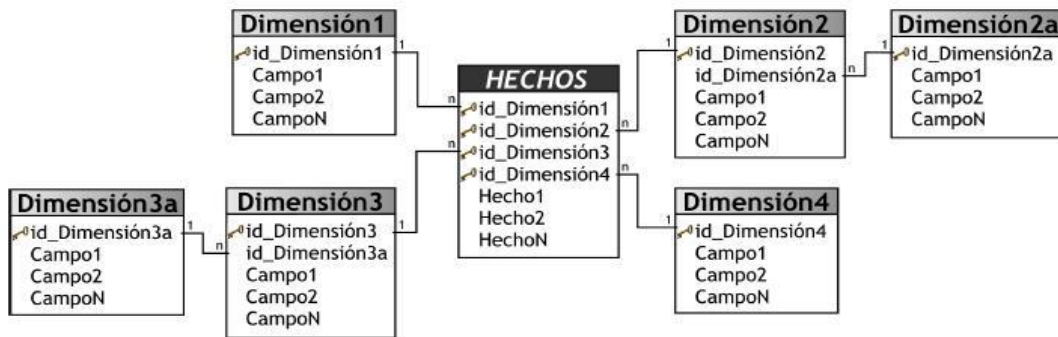 Dimensión1
id_Dimensión1
Campo1
Campo2
CampoN
1
n
HECHOS
id_Dimensión1
id_Dimensión2
id_Dimensión3
id_Dimensión4
Hecho1
Hecho2
HechoN
n
n
n
1
Dimensión2
id_Dimensión2
id_Dimensión2a
Campo1
Campo2
CampoN
n
1
Dimensión2a
id_Dimensión2a
Campo1
Campo2
CampoN
Dimensión3a
id_Dimensión3a
Campo1
Campo2
CampoN
1
n
Dimensión3
id_Dimensión3
id_Dimensión3a
Campo1
Campo2
CampoN
1
1
Dimensión4
id_Dimensión4
Campo1
Campo2
CampoN